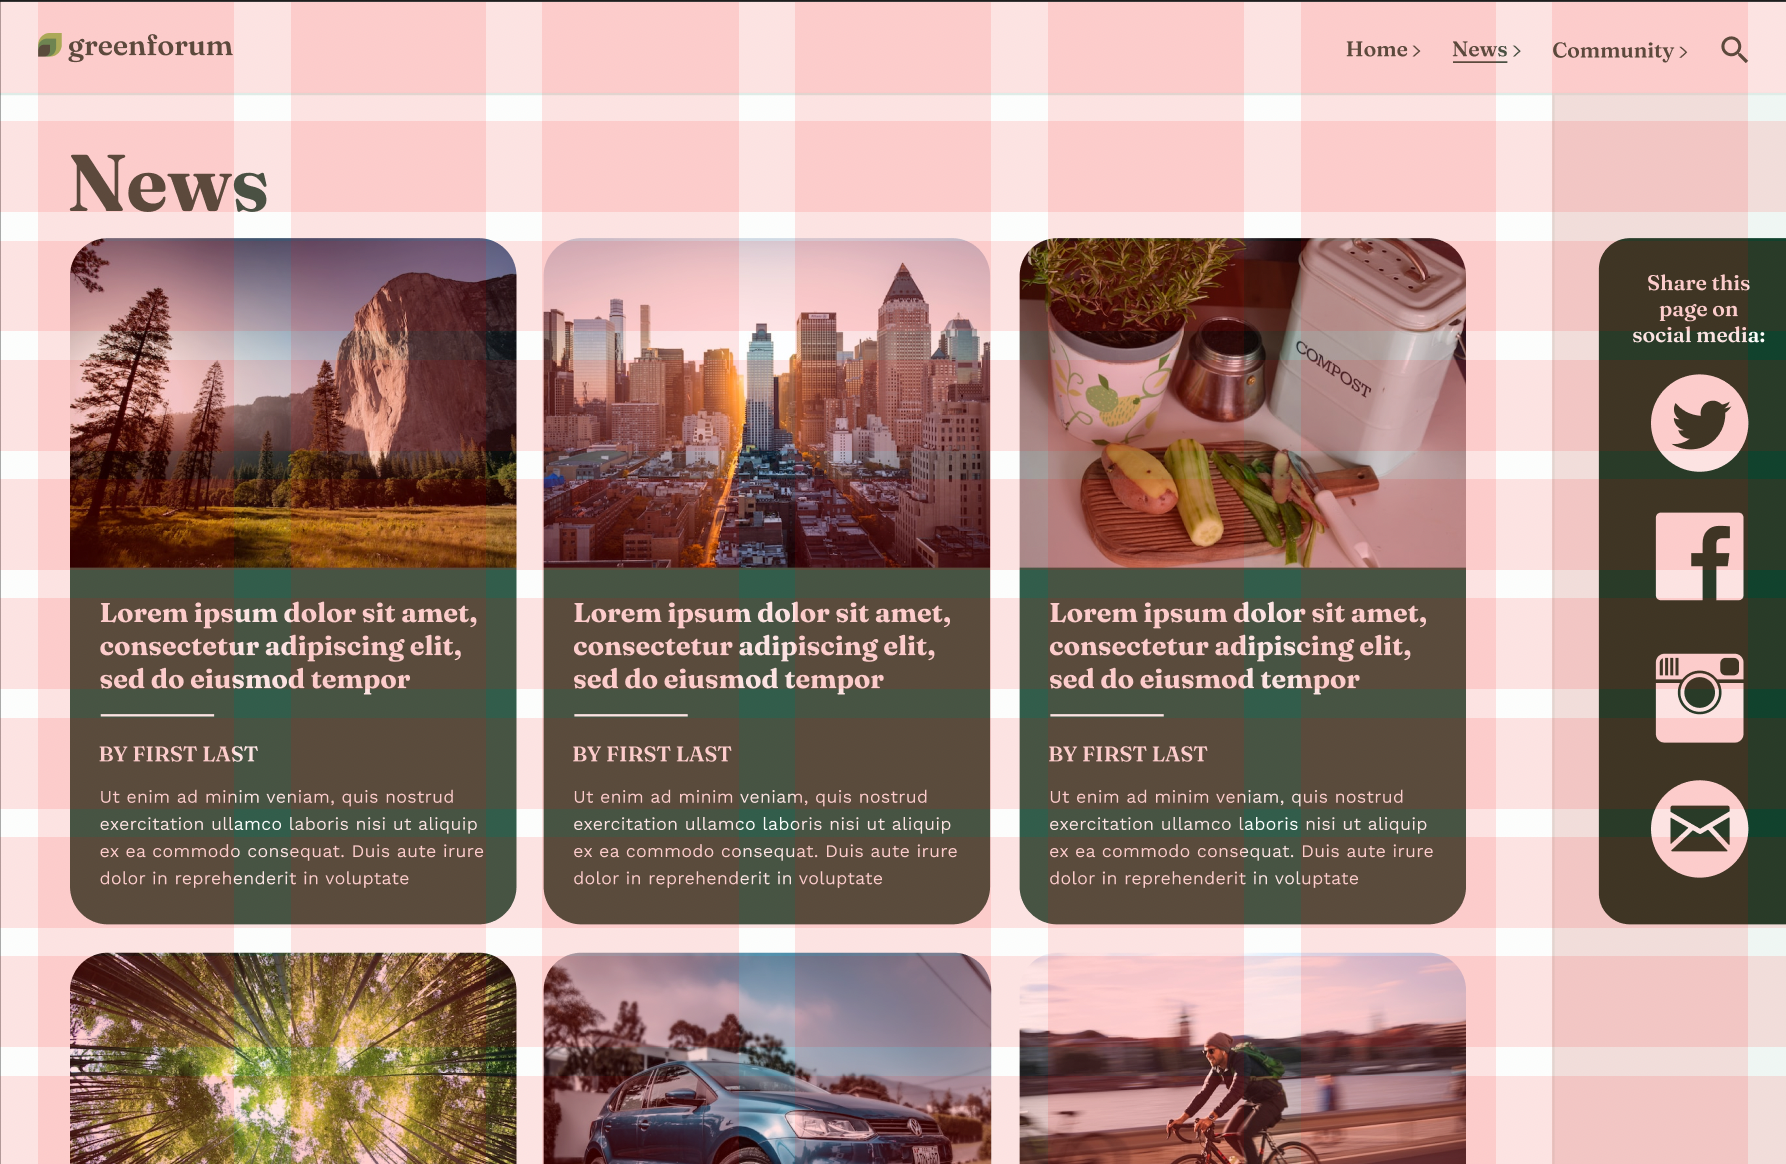 greenforum
Home >
News >
Community >
News
COMPOST
Share this
page on
social media:
Lorem ipsum dolor sit amet,
consectetur adipiscing elit,
sed do eiusmod tempor
BY FIRST LAST
Ut enim ad minim veniam, quis nostrud
exercitation ullamco laboris nisi ut aliquip
ex ea commodo consequat. Duis aute irure
dolor in reprehenderit in voluptate
Lorem ipsum dolor sit amet,
consectetur adipiscing elit,
sed do eiusmod tempor
BY FIRST LAST
Ut enim ad minim veniam, quis nostrud
exercitation ullamco laboris nisi ut aliquip
ex ea commodo consequat. Duis aute irure
dolor in reprehenderit in voluptate
Lorem ipsum dolor sit amet,
consectetur adipiscing elit,
sed do eiusmod tempor
BY FIRST LAST
Ut enim ad minim veniam, quis nostrud
exercitation ullamco laboris nisi ut aliquip
ex ea commodo consequat. Duis aute irure
dolor in reprehenderit in voluptate